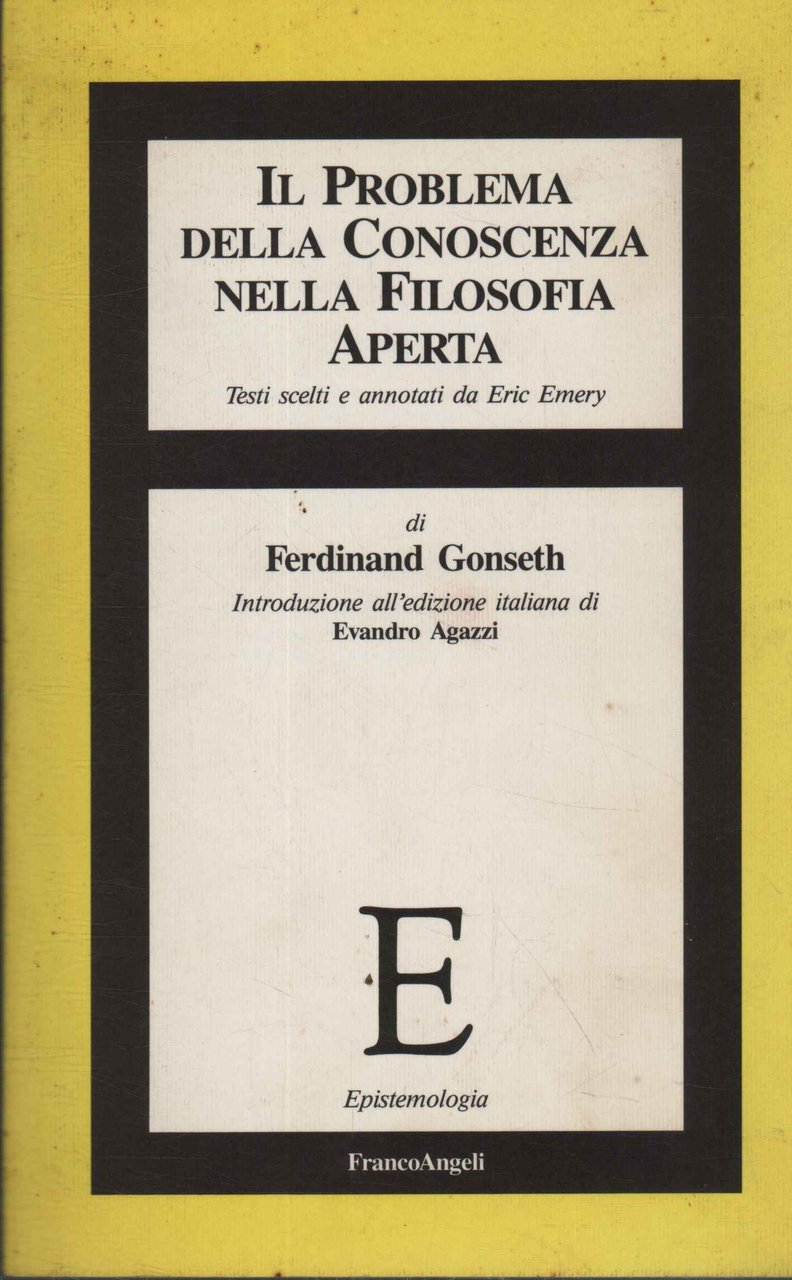 IL PROBLEMA
DELLA CONOSCENZA
NELLA FILOSOFIA
APERTA
Testi scelti e annotati da Eric Emery
di
Ferdinand Gonseth
Introduzione all'edizione italiana di
Evandro Agazzi
E
Epistemologia
FrancoAngeli